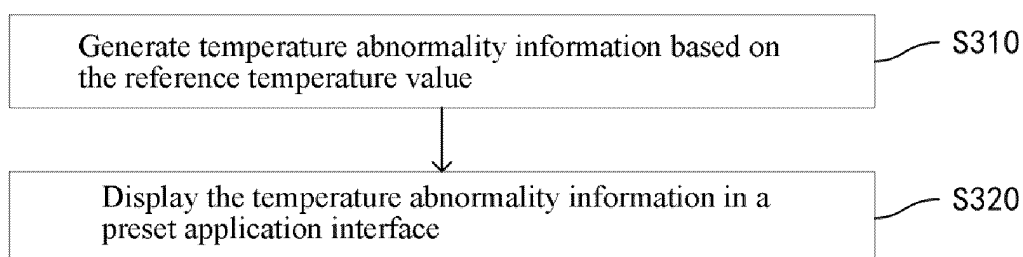 Generate temperature abnormality information based on
the reference temperature value
S310
Display the temperature abnormality information in a
preset application interface
S320